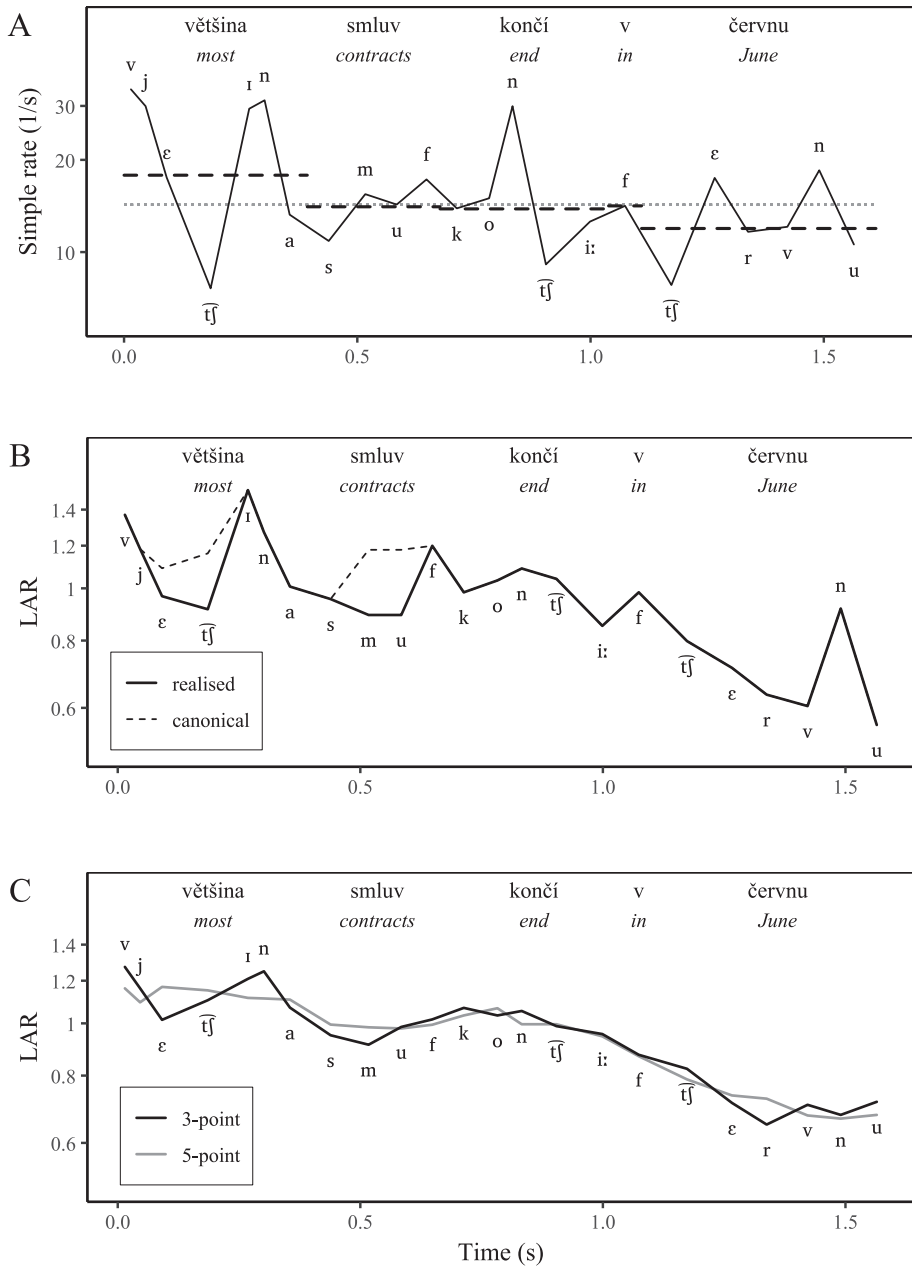 A
většina smluv končí v červnu
most contracts end in June
Simple rate (1/s)
30
20
10
v j ɛ t͡ʃ ɪ n a s m u f k o n t͡ʃ iː f t͡ʃ ɛ r v n u
0.0 0.5 1.0 1.5
B
většina smluv končí v červnu
most contracts end in June
LAR
1.4
1.2
1
0.8
0.6
v j ɛ t͡ʃ ɪ n a s m u f k o n t͡ʃ iː f t͡ʃ ɛ r v n u
realised
canonical
0.0 0.5 1.0 1.5
C
většina smluv končí v červnu
most contracts end in June
LAR
1.4
1.2
1
0.8
0.6
v j ɛ t͡ʃ ɪ n a s m u f k o n t͡ʃ iː f t͡ʃ ɛ r v n u
3-point
5-point
0.0 0.5 1.0 1.5
Time (s)